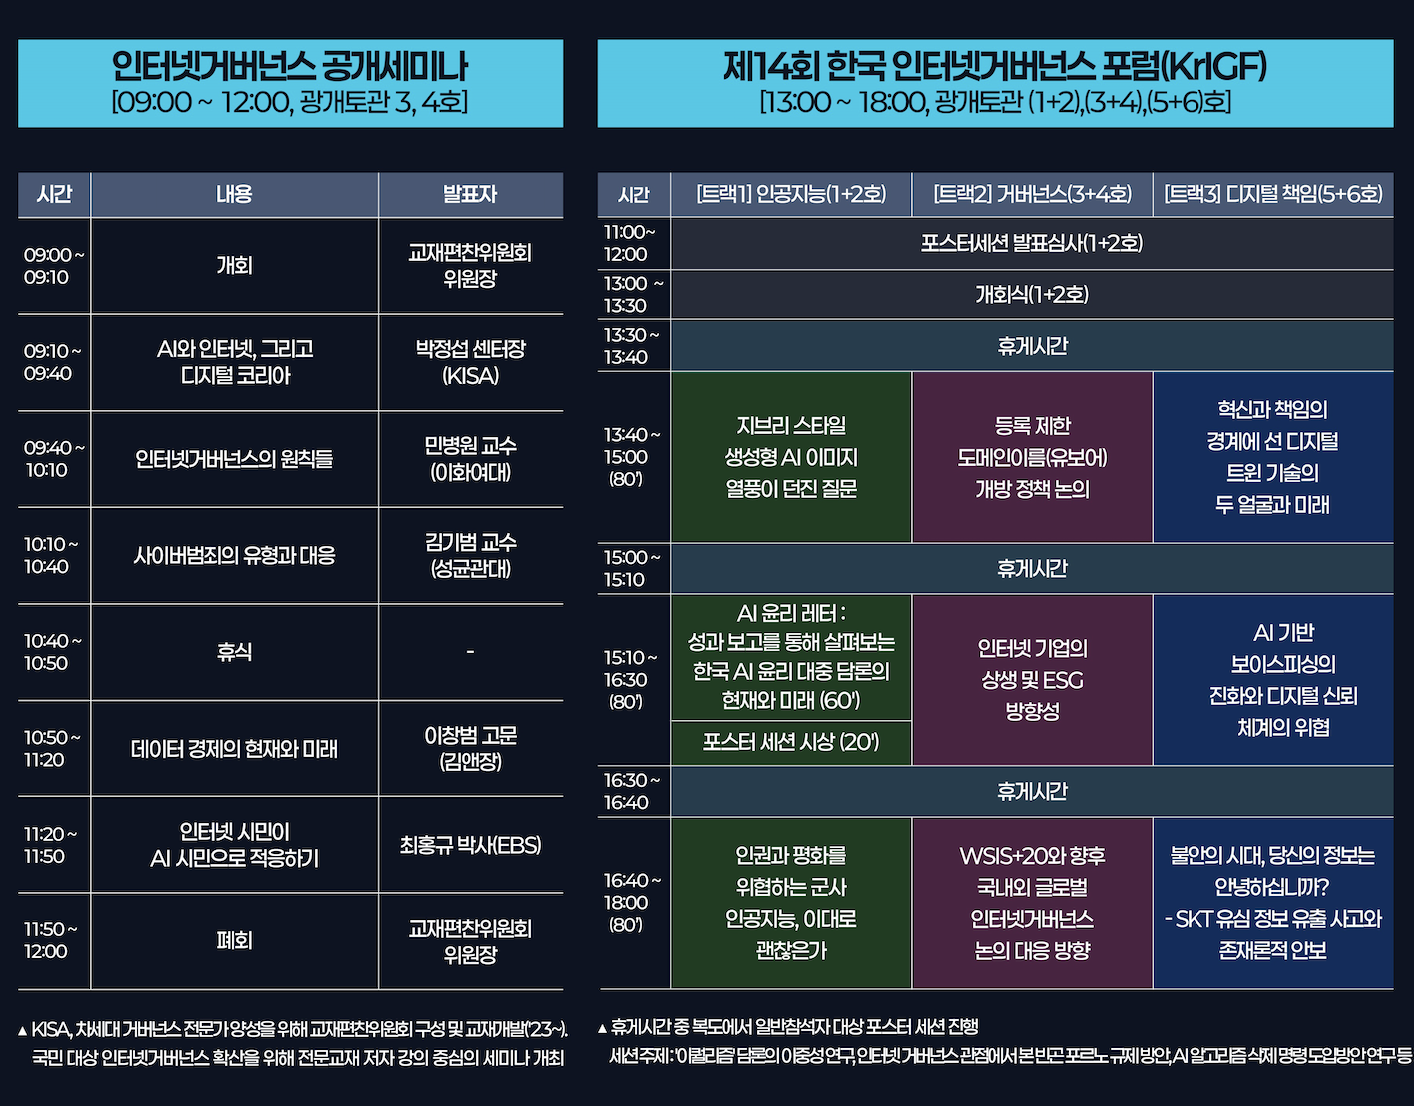 인터넷거버넌스 공개세미나
[09:00 ~ 12:00, 광개토관 3, 4호]
시간
내용
발표자
09:00 ~
09:10
개회
교재편찬위원회
위원장
09:10 ~
09:40
AI와 인터넷, 그리고
디지털 코리아
박정섭 센터장
(KISA)
09:40 ~
10:10
인터넷거버넌스의 원칙들
민병원 교수
(이화여대)
10:10 ~
10:40
사이버범죄의 유형과 대응
김기범 교수
(성균관대)
10:40 ~
10:50
휴식
-
10:50 ~
11:20
데이터 경제의 현재와 미래
이창범 고문
(김앤장)
11:20 ~
11:50
인터넷 시민이
AI 시민으로 적응하기
최홍규 박사(EBS)
11:50 ~
12:00
폐회
교재편찬위원회
위원장
▲ KISA, 차세대 거버넌스 전문가 양성을 위해 교재편찬위원회 구성 및 교재개발('23~).
국민 대상 인터넷거버넌스 확산을 위해 전문교재 저자 강의 중심의 세미나 개최
제14회 한국 인터넷거버넌스 포럼(KrIGF)
[13:00 ~ 18:00, 광개토관 (1+2),(3+4),(5+6)호]
시간
[트랙1] 인공지능(1+2호)
[트랙2] 거버넌스(3+4호)
[트랙3] 디지털 책임(5+6호)
11:00~
12:00
포스터세션 발표심사(1+2호)
13:00 ~
13:30
개회식(1+2호)
13:30 ~
13:40
휴게시간
13:40 ~
15:00
(80')
지브리 스타일
생성형 AI 이미지
열풍이 던진 질문
등록 제한
도메인이름(유보어)
개방 정책 논의
혁신과 책임의
경계에 선 디지털
트윈 기술의
두 얼굴과 미래
15:00 ~
15:10
휴게시간
15:10 ~
16:30
(80')
AI 윤리 레터 :
성과 보고를 통해 살펴보는
한국 AI 윤리 대중 담론의
현재와 미래 (60')
포스터 세션 시상 (20')
인터넷 기업의
상생 및 ESG
방향성
AI 기반
보이스피싱의
진화와 디지털 신뢰
체계의 위협
16:30 ~
16:40
휴게시간
16:40 ~
18:00
(80')
인권과 평화를
위협하는 군사
인공지능, 이대로
괜찮은가
WSIS+20와 향후
국내외 글로벌
인터넷거버넌스
논의 대응 방향
불안의 시대, 당신의 정보는
안녕하십니까?
- SKT 유심 정보 유출 사고와
존재론적 안보
▲ 휴게시간 중 복도에서 일반참석자 대상 포스터 세션 진행
세션 주제 : '이퀄리즘' 담론의 이중성 연구, 인터넷 거버넌스 관점에서 본 빈곤 포르노 규제 방안, AI 알고리즘 삭제 명령 도입방안 연구 등